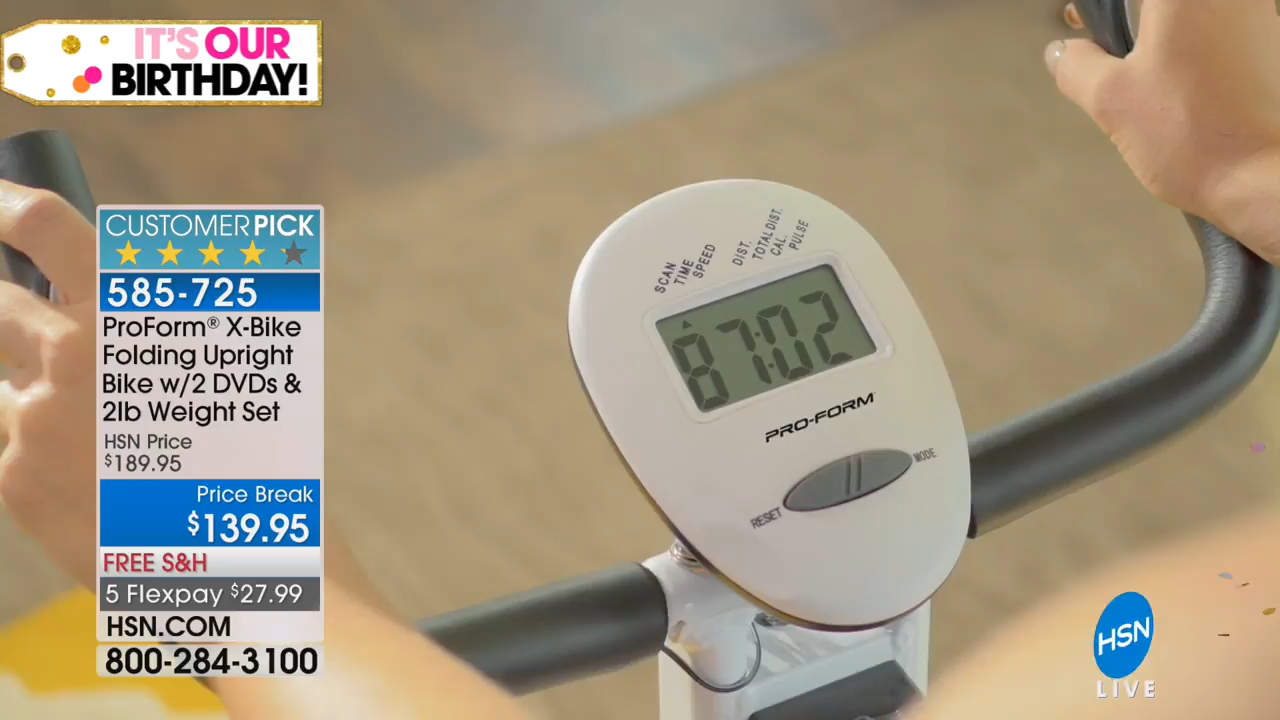 IT'S OUR
BIRTHDAY!
CUSTOMER PICK
585-725
ProForm® X-Bike
Folding Upright
Bike w/2 DVDs &
2lb Weight Set
HSN Price
$189.95
Price Break
$139.95
FREE S&H
5 Flexpay $27.99
HSN.COM
800-284-3100
SCAN
TIME
SPEED
DIST.
TOTAL DIST.
CAL.
PULSE
87:02
PRO-FORM
RESET
MODE
HSN
LIVE